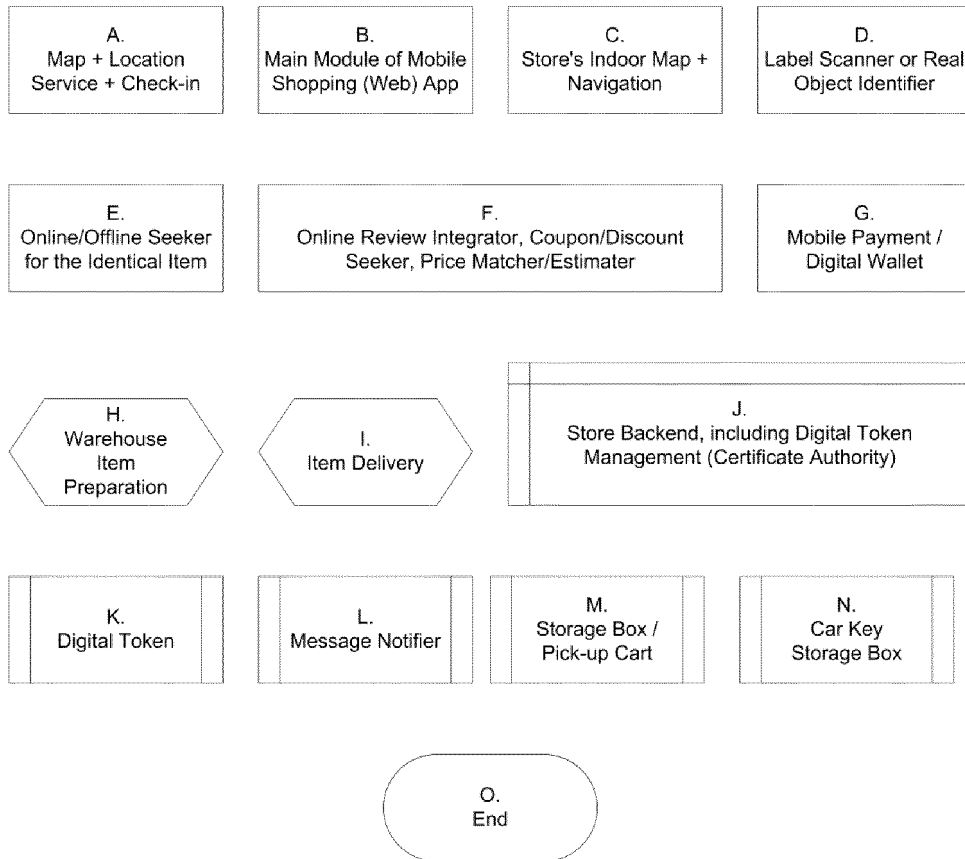 A.
Map + Location
Service + Check-in
B.
Main Module of Mobile
Shopping (Web) App
C.
Store's Indoor Map +
Navigation
D.
Label Scanner or Real
Object Identifier
E.
Online/Offline Seeker
for the Identical Item
F.
Online Review Integrator, Coupon/Discount
Seeker, Price Matcher/Estimater
G.
Mobile Payment /
Digital Wallet
H.
Warehouse
Item
Preparation
I.
Item Delivery
J.
Store Backend, including Digital Token
Management (Certificate Authority)
K.
Digital Token
L.
Message Notifier
M.
Storage Box /
Pick-up Cart
N.
Car Key
Storage Box
O.
End